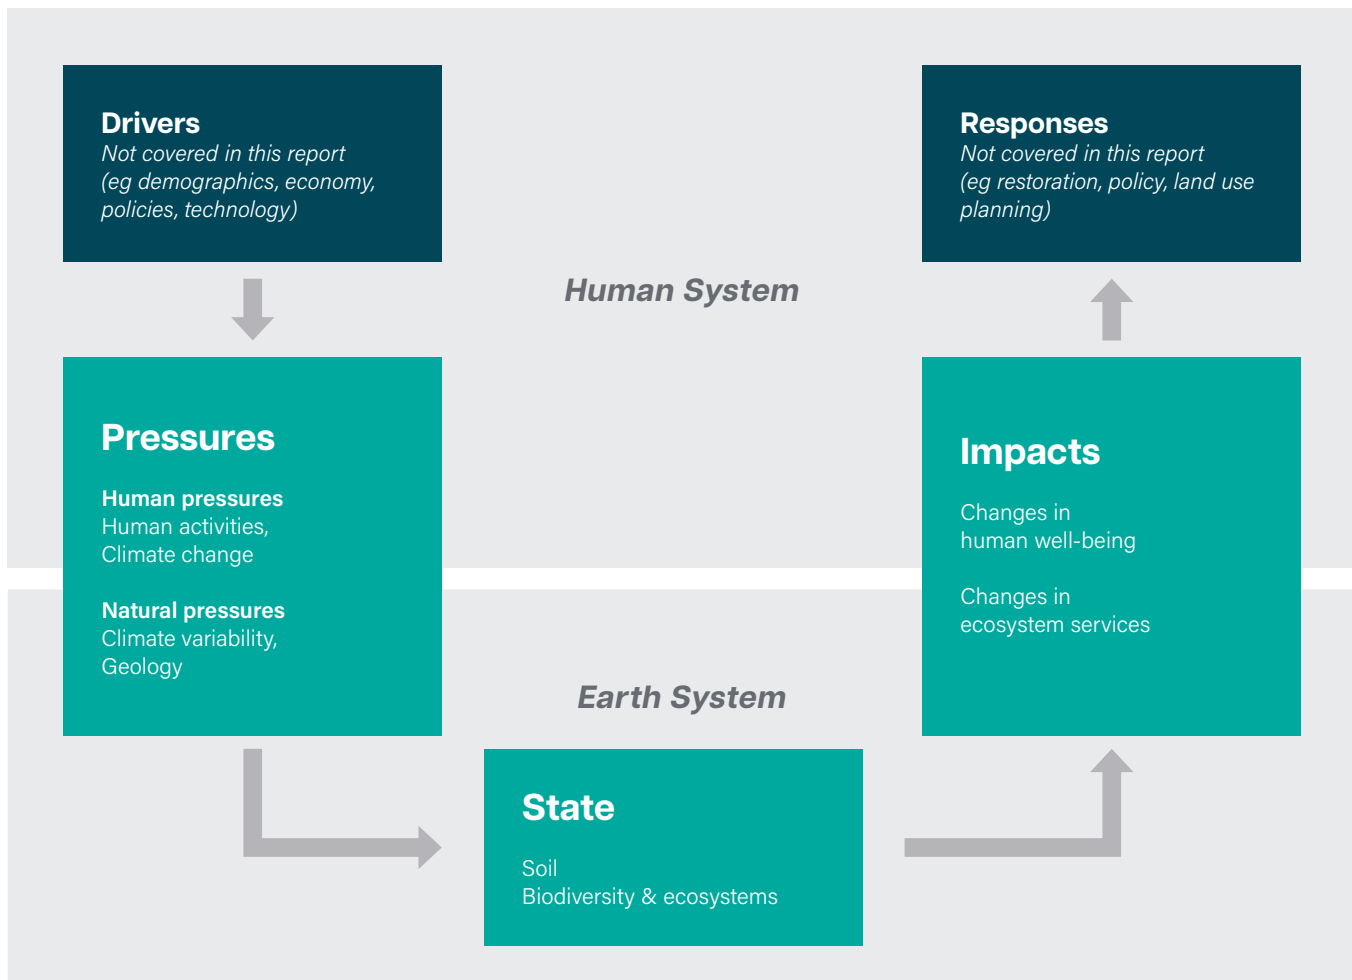 Drivers
Not covered in this report
(eg demographics, economy,
policies, technology)
Responses
Not covered in this report
(eg restoration, policy, land use
planning)
Human System
Pressures
Human pressures
Human activities,
Climate change
Natural pressures
Climate variability,
Geology
Impacts
Changes in
human well-being
Changes in
ecosystem services
Earth System
State
Soil
Biodiversity & ecosystems